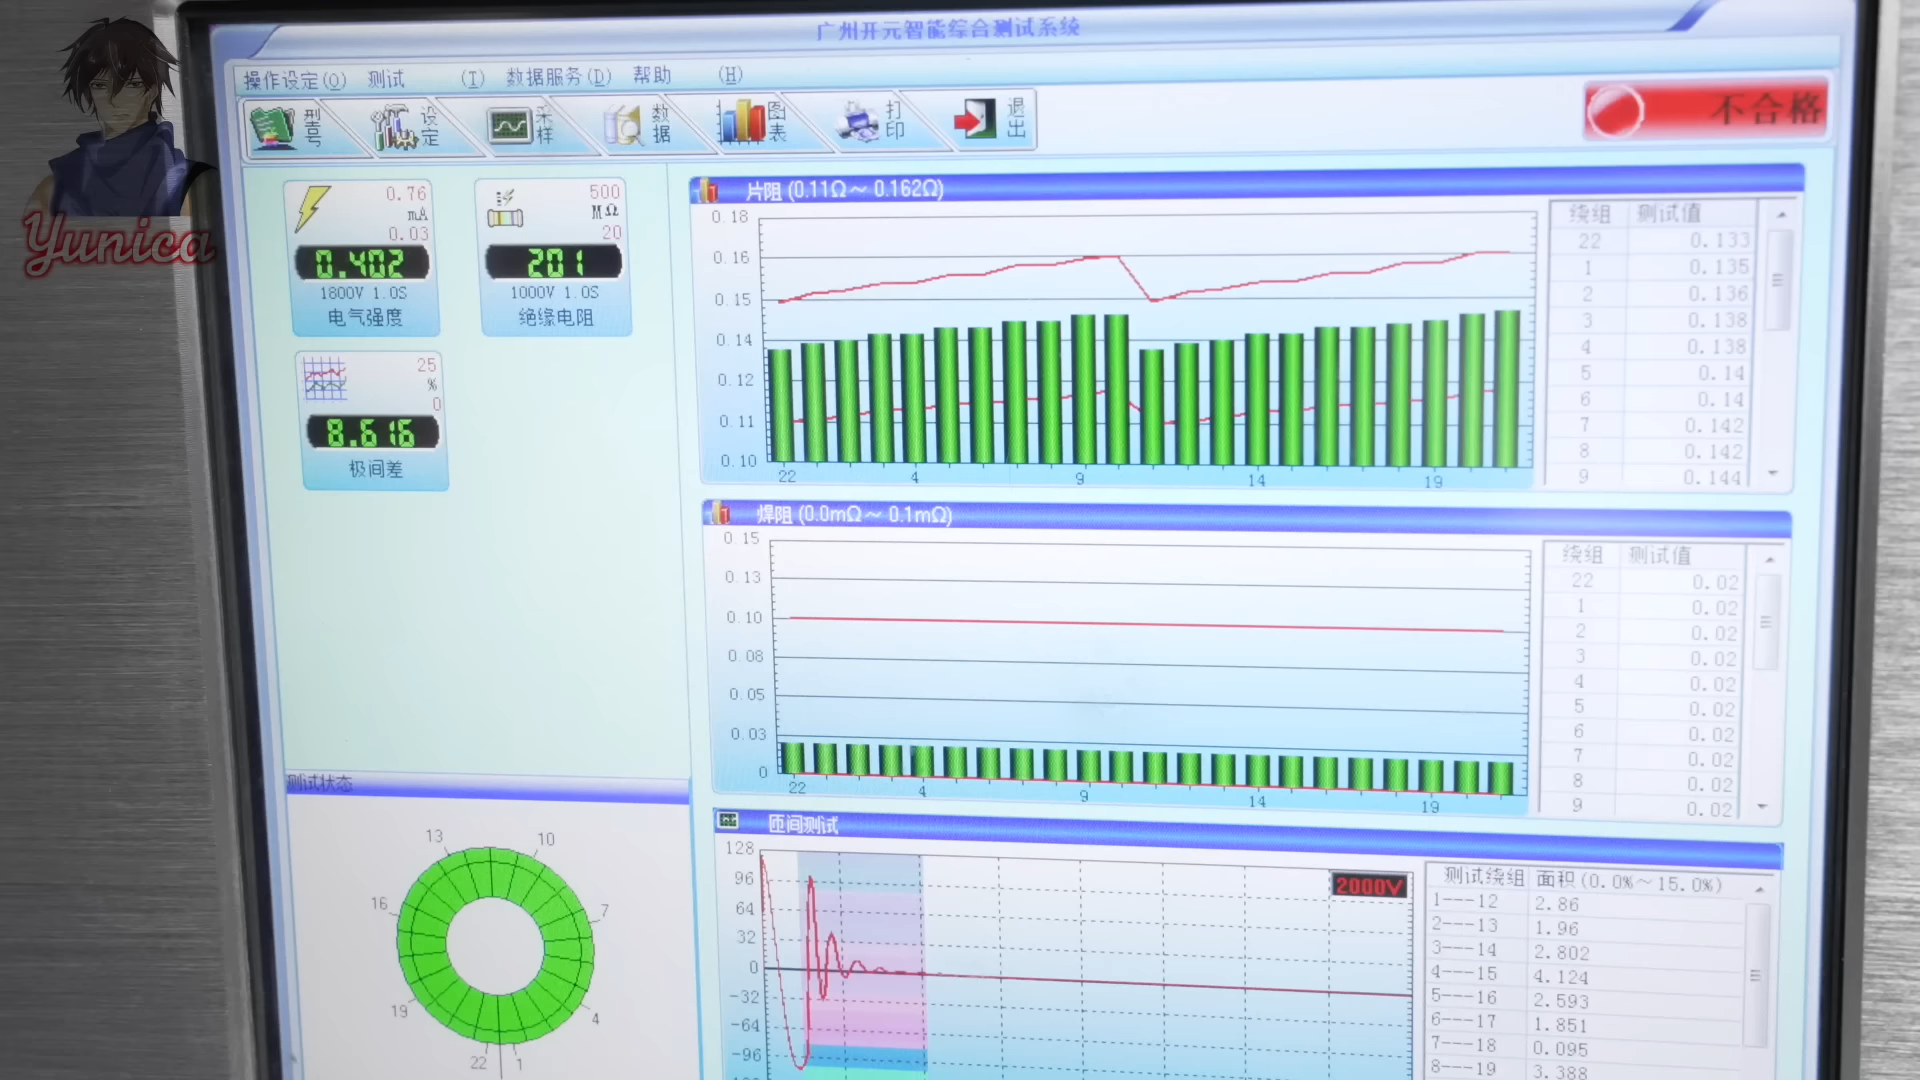 广州开元智能综合测试系统
操作设定(O) 测试 (T) 数据服务(D) 帮助 (H)
型号 设定 采样 数据 图表 打印 退出
不合格
Yunica
0.76
mA
0.03
0.402
1800V 1.0S
电气强度
500
MΩ
20
201
1000V 1.0S
绝缘电阻
25
%
0
8.616
极间差
测试状态
13 10
16 7
19 4
22 1
片阻 (0.11Ω～ 0.162Ω)
0.18
0.16
0.15
0.14
0.12
0.11
0.10
22 4 9 14 19
绕组 测试值
22 0.133
1 0.135
2 0.136
3 0.138
4 0.138
5 0.14
6 0.14
7 0.142
8 0.142
9 0.144
焊阻 (0.0mΩ～ 0.1mΩ)
0.15
0.13
0.10
0.08
0.05
0.03
0
22 4 9 14 19
绕组 测试值
22 0.02
1 0.02
2 0.02
3 0.02
4 0.02
5 0.02
6 0.02
7 0.02
8 0.02
9 0.02
匝间测试
128
96
64
32
0
-32
-64
-96
2000V
测试绕组 面积(0.0%～15.0%)
1---12 2.86
2---13 1.96
3---14 2.802
4---15 4.124
5---16 2.593
6---17 1.851
7---18 0.095
8---19 3.388